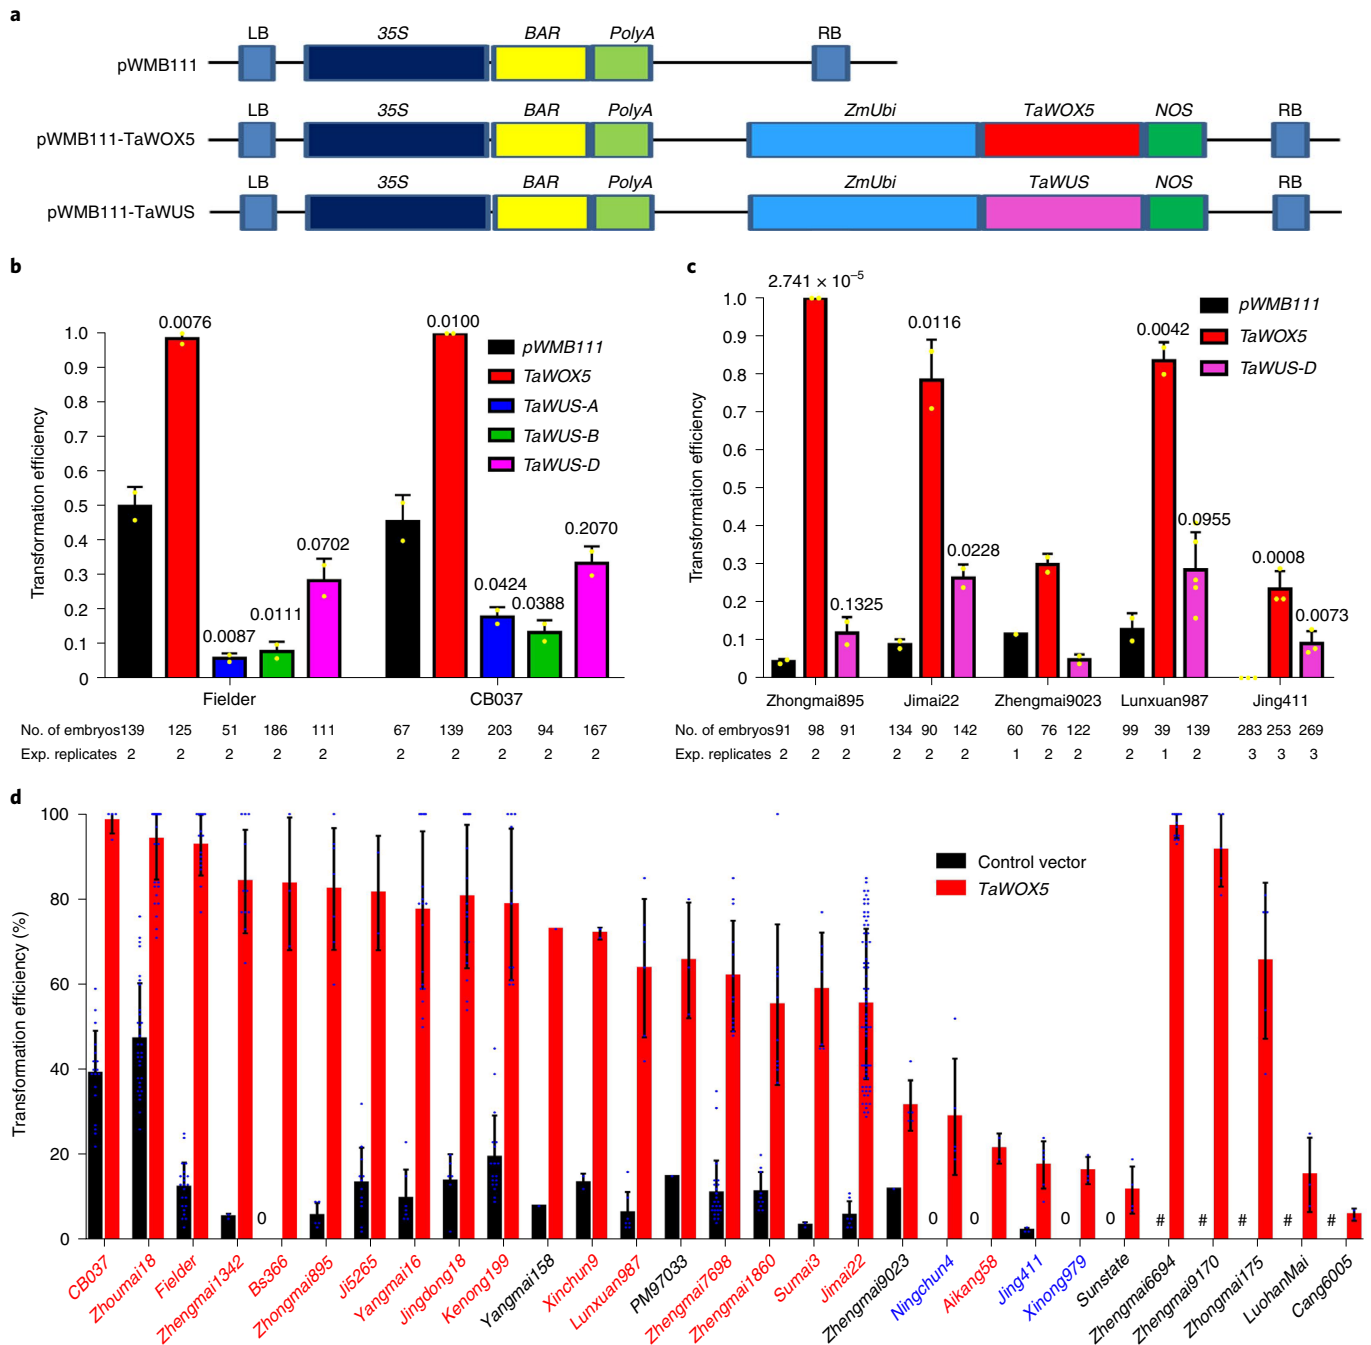 a
LB 35S BAR PolyA RB
pWMB111
LB 35S BAR PolyA ZmUbi TaWOX5 NOS RB
pWMB111-TaWOX5
LB 35S BAR PolyA ZmUbi TaWUS NOS RB
pWMB111-TaWUS
b
Transformation efficiency
1.0
0.9
0.8
0.7
0.6
0.5
0.4
0.3
0.2
0.1
0
0.0076
0.0087
0.0111
0.0702
0.0100
0.0424
0.0388
0.2070
pWMB111
TaWOX5
TaWUS-A
TaWUS-B
TaWUS-D
Fielder CB037
No. of embryos 139 125 51 186 111 67 139 203 94 167
Exp. replicates 2 2 2 2 2 2 2 2 2 2
c
Transformation efficiency
1.0
0.9
0.8
0.7
0.6
0.5
0.4
0.3
0.2
0.1
0
2.741 × 10⁻⁵
0.1325
0.0116
0.0228
0.0042
0.0955
0.0008
0.0073
pWMB111
TaWOX5
TaWUS-D
Zhongmai895 Jimai22 Zhengmai9023 Lunxuan987 Jing411
No. of embryos 91 98 91 134 90 142 60 76 122 99 39 139 283 253 269
Exp. replicates 2 2 2 2 2 2 1 2 2 2 1 2 3 3 3
d
Transformation efficiency (%)
100
80
60
40
20
0
Control vector
TaWOX5
0 0 0 0 0 # # # # #
CB037
Zhoumai18
Fielder
Zhengmai1342
Bs366
Zhongmai895
Ji5265
Yangmai16
Jingdong18
Kenong199
Yangmai158
Xinchun9
Lunxuan987
PM97033
Zhengmai7698
Zhengmai1860
Sumai3
Jimai22
Zhengmai9023
Ningchun4
Aikang58
Jing411
Xinong979
Sunstate
Zhengmai6694
Zhengmai9170
Zhongmai175
LuohanMai
Cang6005